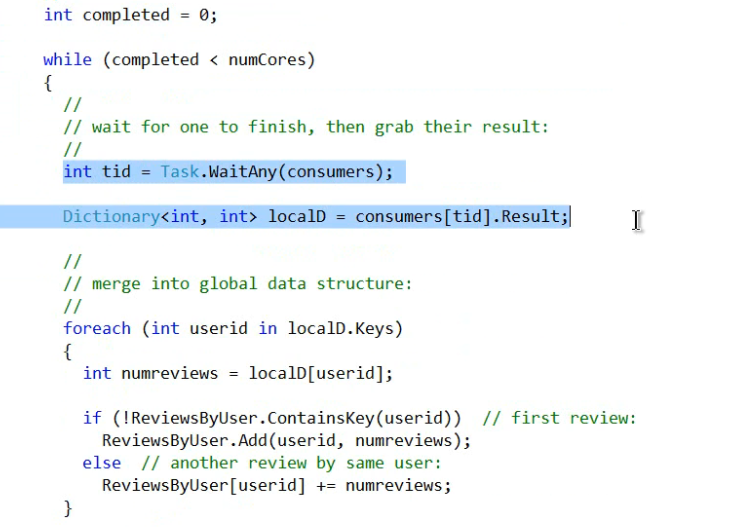 int completed = 0;
while (completed < numCores)
{
//
// wait for one to finish, then grab their result:
//
int tid = Task.WaitAny(consumers);
Dictionary<int, int> localD = consumers[tid].Result;
//
// merge into global data structure:
//
foreach (int userid in localD.Keys)
{
int numreviews = localD[userid];
if (!ReviewsByUser.ContainsKey(userid)) // first review:
ReviewsByUser.Add(userid, numreviews);
else // another review by same user:
ReviewsByUser[userid] += numreviews;
}